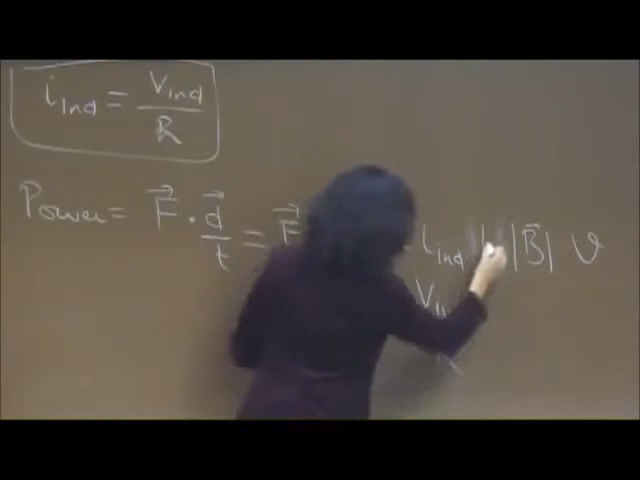 i_ind = V_ind / R
Power = F⃗ · d⃗ / t = F⃗ i_ind |B⃗| v